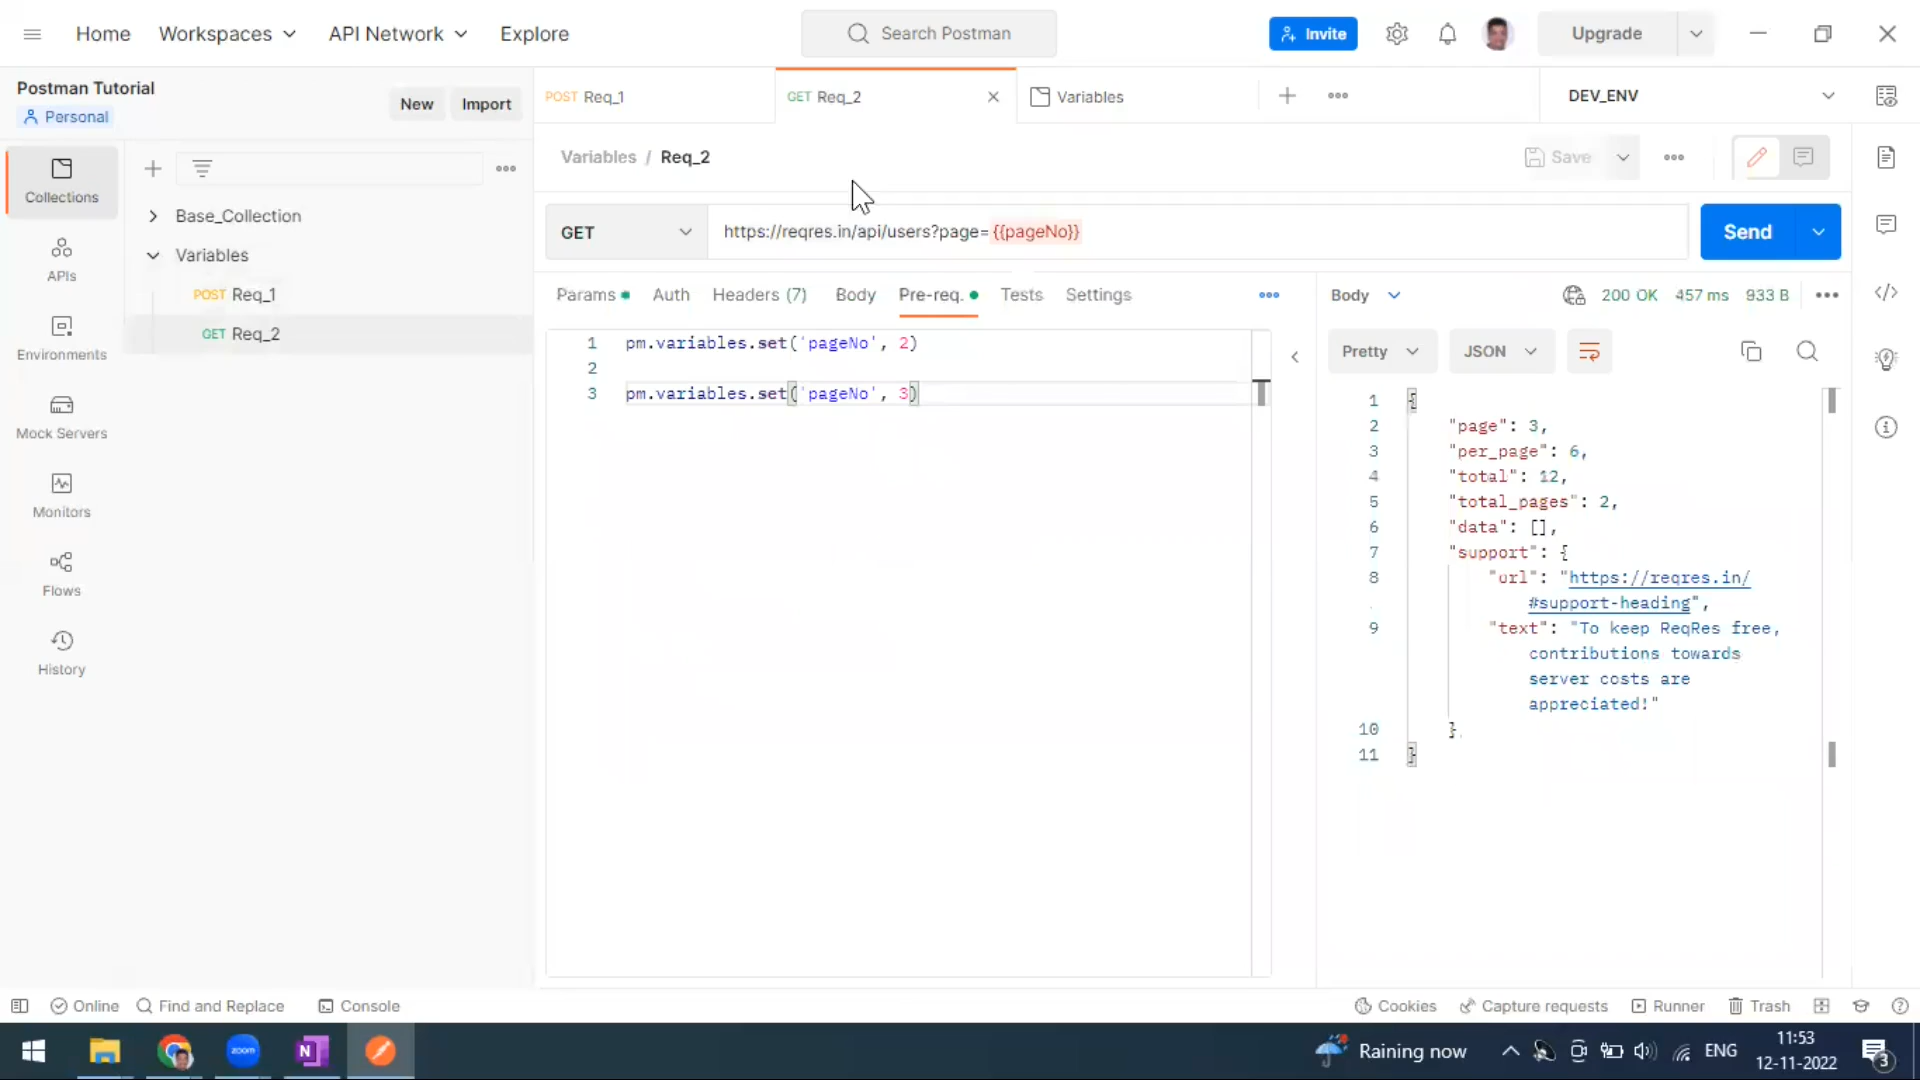 Home
Workspaces
API Network
Explore
Search Postman
Invite
Upgrade
Postman Tutorial
Personal
New
Import
POST Req_1
GET Req_2
Variables
DEV_ENV
Variables / Req_2
Save
GET
https://reqres.in/api/users?page={{pageNo}}
Send
Collections
APIs
Environments
Mock Servers
Monitors
Flows
History
Base_Collection
Variables
POST Req_1
GET Req_2
Params
Auth
Headers (7)
Body
Pre-req.
Tests
Settings
1 pm.variables.set('pageNo', 2)
2
3 pm.variables.set('pageNo', 3)
Body
200 OK
457 ms
933 B
Pretty
JSON
1 {
2 "page": 3,
3 "per_page": 6,
4 "total": 12,
5 "total_pages": 2,
6 "data": [],
7 "support": {
8 "url": "https://reqres.in/
#support-heading",
9 "text": "To keep ReqRes free,
contributions towards
server costs are
appreciated!"
10 }
11 }
Online
Find and Replace
Console
Cookies
Capture requests
Runner
Trash
zoom
N
Raining now
ENG
11:53
12-11-2022
3